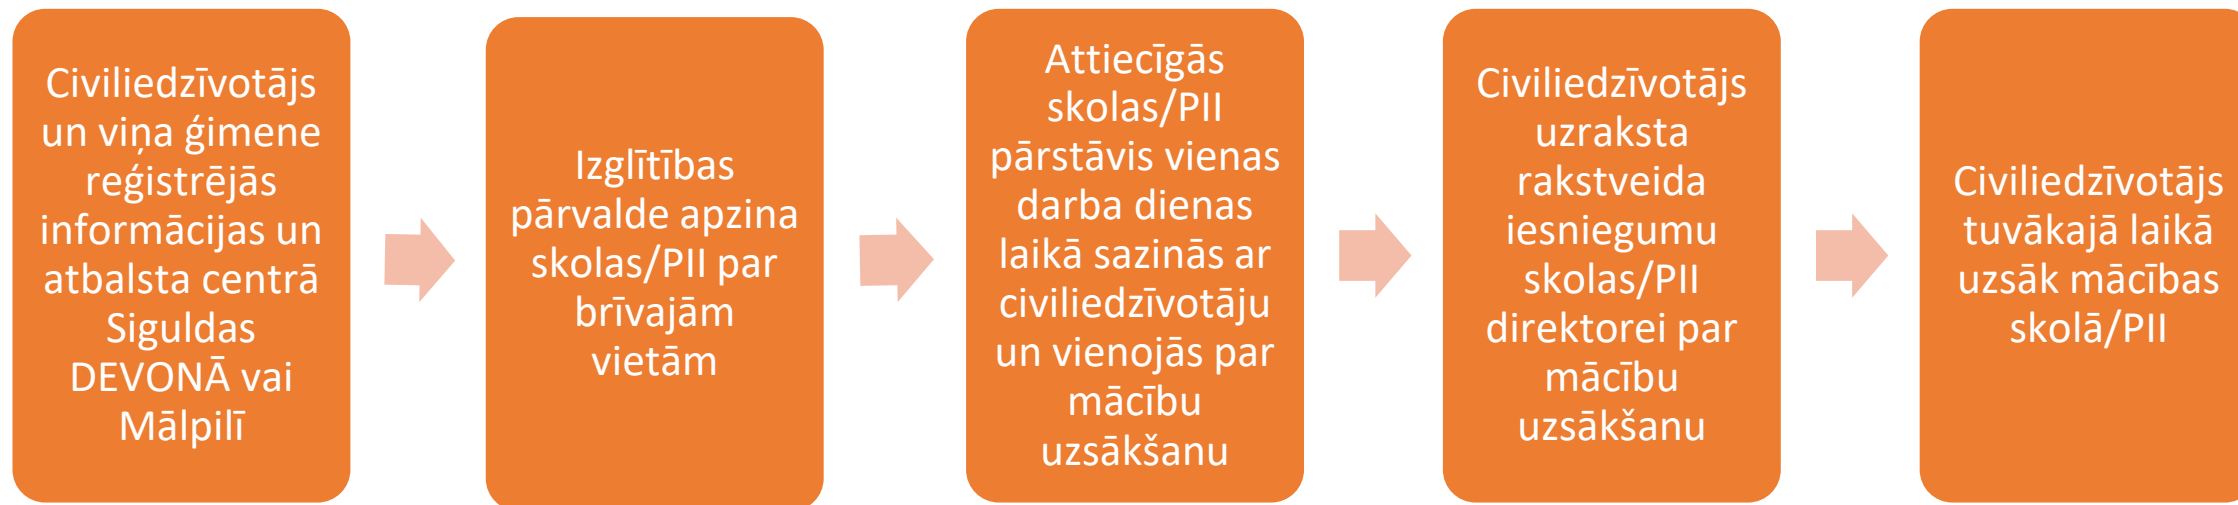 Civiliedzīvotājs
un viņa ģimene
reģistrējās
informācijas un
atbalsta centrā
Siguldas
DEVONĀ vai
Mālpilī
Izglītības
pārvalde apzina
skolas/PII par
brīvajām
vietām
Attiecīgās
skolas/PII
pārstāvis vienas
darba dienas
laikā sazinās ar
civiliedzīvotāju
un vienojās par
mācību
uzsākšanu
Civiliedzīvotājs
uzraksta
rakstveida
iesniegumu
skolas/PII
direktorei par
mācību
uzsākšanu
Civiliedzīvotājs
tuvākajā laikā
uzsāk mācības
skolā/PII